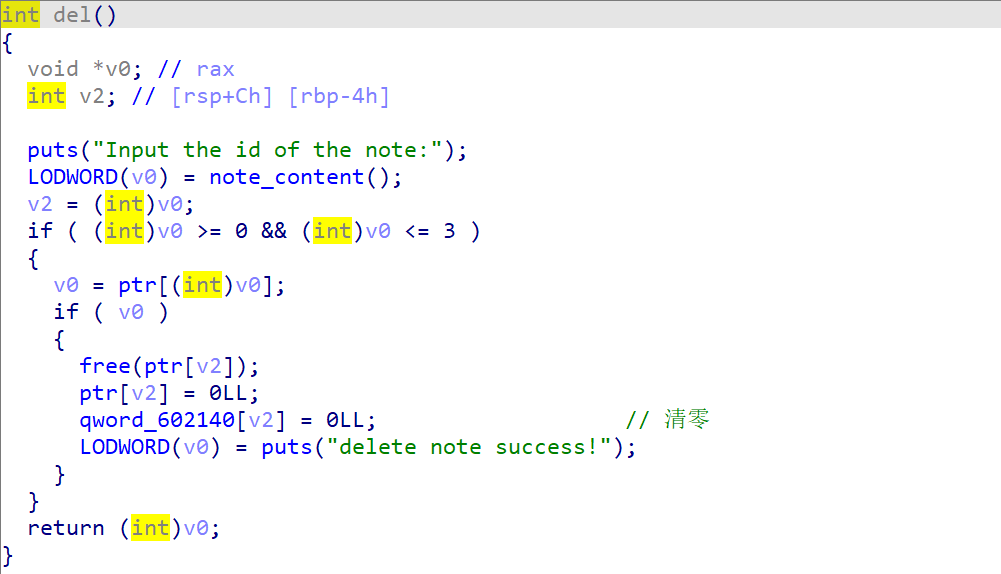 int del()
{
  void *v0; // rax
  int v2; // [rsp+Ch] [rbp-4h]

  puts("Input the id of the note:");
  LODWORD(v0) = note_content();
  v2 = (int)v0;
  if ( (int)v0 >= 0 && (int)v0 <= 3 )
  {
    v0 = ptr[(int)v0];
    if ( v0 )
    {
      free(ptr[v2]);
      ptr[v2] = 0LL;
      qword_602140[v2] = 0LL;                   // 清零
      LODWORD(v0) = puts("delete note success!");
    }
  }
  return (int)v0;
}